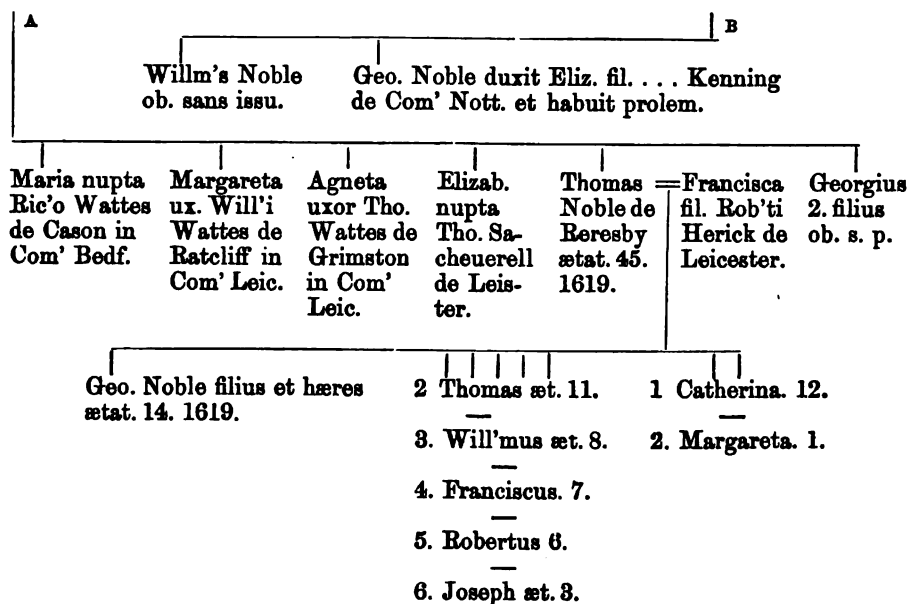 A
B
Willm's Noble
ob. sans issu.
Geo. Noble duxit Eliz. fil. . . . . Kenning
de Com' Nott. et habuit prolem.
Maria nupta
Ric'o Wattes
de Cason in
Com' Bedf.
Margareta
ux. Will'i
Wattes de
Ratcliff in
Com' Leic.
Agneta
uxor Tho.
Wattes de
Grimston
in Com'
Leic.
Elizab.
nupta
Tho. Sa-
cheuerell
de Leis-
ter.
Thomas
Noble de
Reresby
ætat. 45.
1619.
=Francisca
fil. Rob'ti
Herick de
Leicester.
Georgius
2. filius
ob. s. p.
Geo. Noble filius et hæres
ætat. 14. 1619.
2 Thomas æt. 11.
3. Will'mus æt. 8.
4. Franciscus. 7.
5. Robertus 6.
6. Joseph æt. 3.
1 Catherina. 12.
2. Margareta. 1.